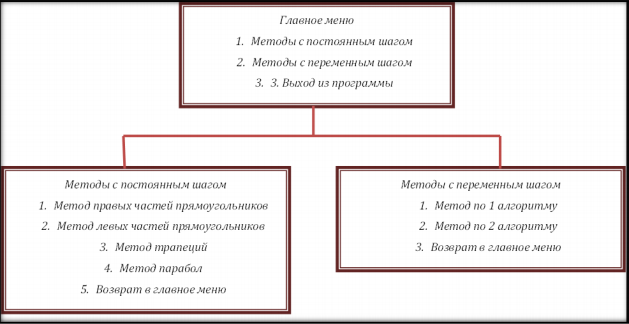 Главное меню
1. Методы с постоянным шагом
2. Методы с переменным шагом
3. 3. Выход из программы
Методы с постоянным шагом
1. Метод правых частей прямоугольников
2. Метод левых частей прямоугольников
3. Метод трапеций
4. Метод парабол
5. Возврат в главное меню
Методы с переменным шагом
1. Метод по 1 алгоритму
2. Метод по 2 алгоритму
3. Возврат в главное меню